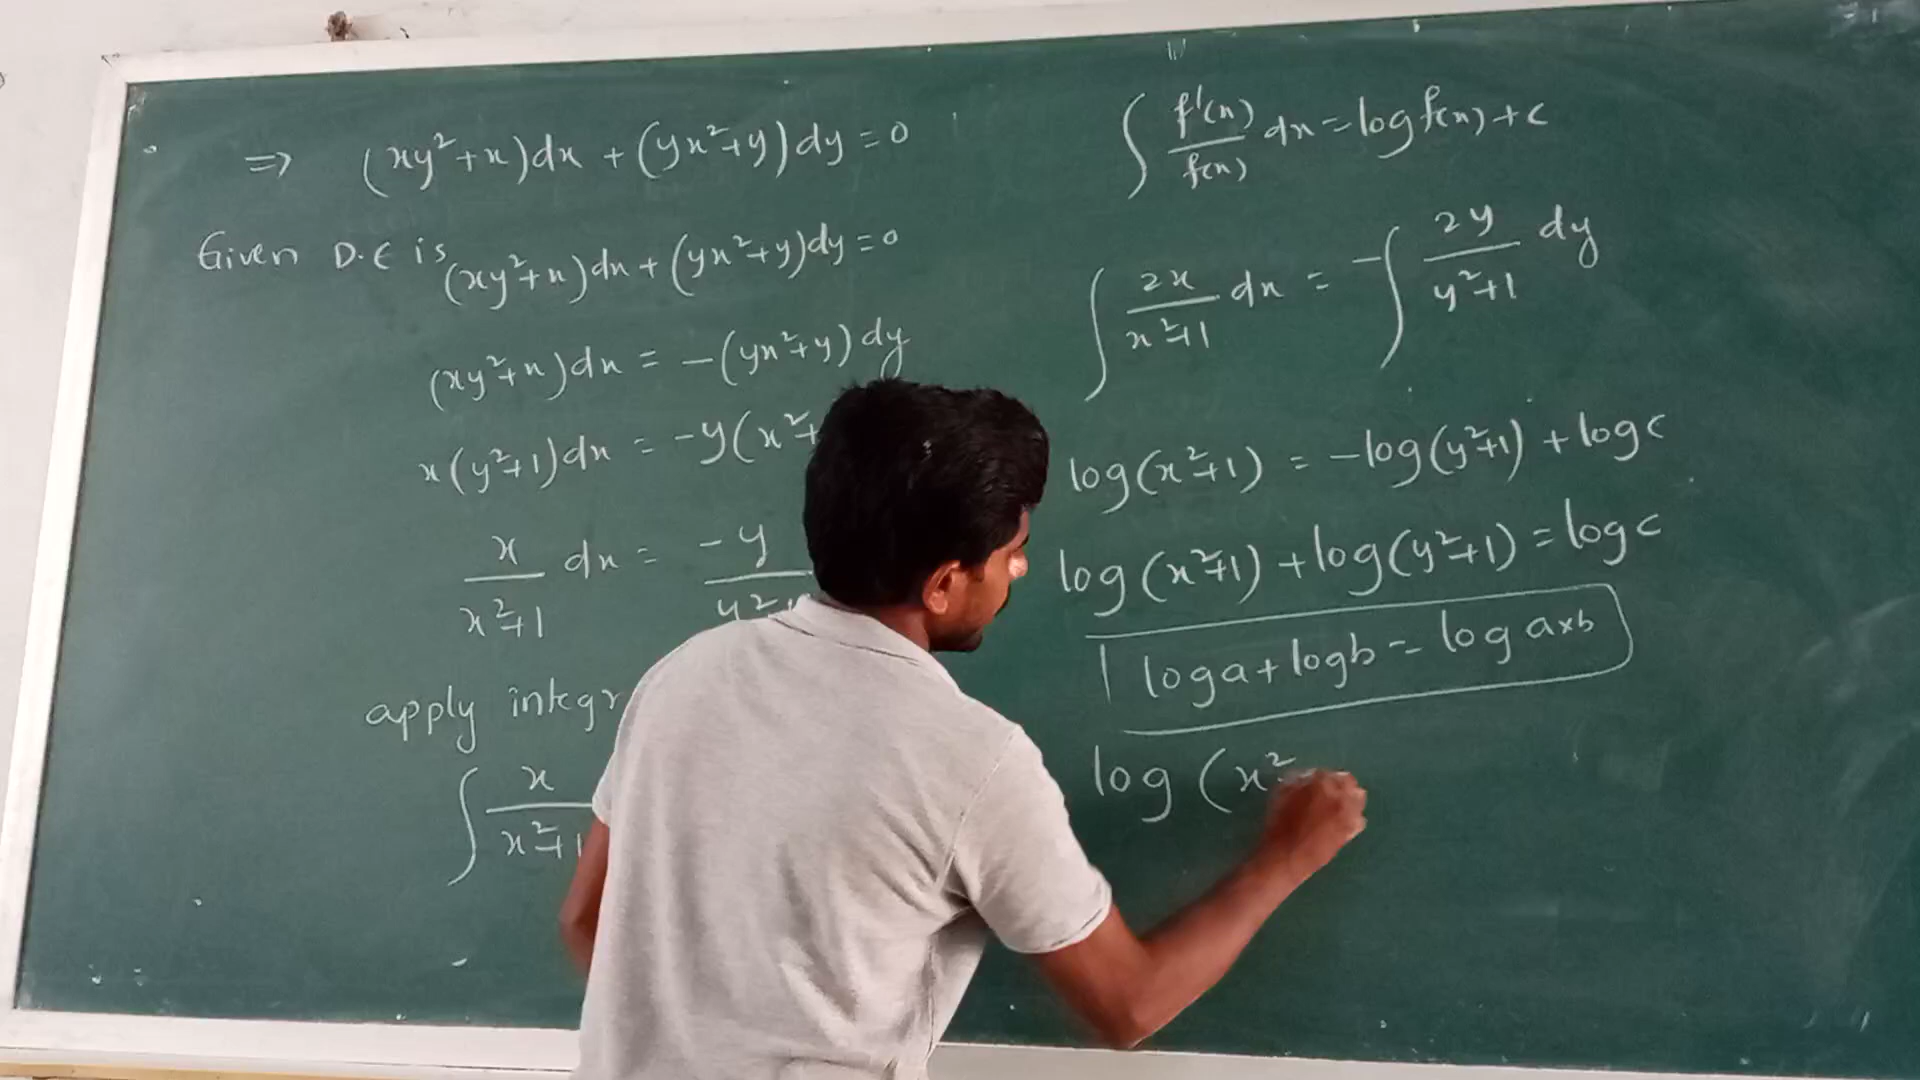 ⇒ (xy²+x)dx + (yx²+y)dy = 0
Given D.E is (xy²+x)dx + (yx²+y)dy = 0
(xy²+x)dx = -(yx²+y)dy
x(y²+1)dx = -y(x²+
x/x²+1 dx = -y/y²+
apply integr
∫ x/x²+1
∫ f'(x)/f(x) dx = log f(x) + c
∫ 2x/x²+1 dx = -∫ 2y/y²+1 dy
log(x²+1) = -log(y²+1) + log c
log(x²+1) + log(y²+1) = log c
log a + log b = log a×b
log (x²